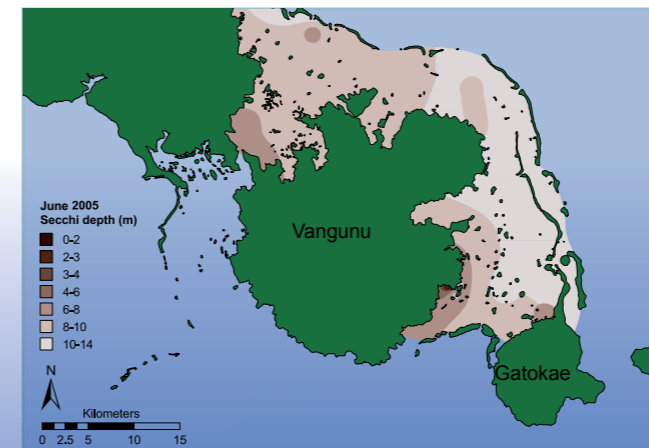 Vangunu
June 2005
Secchi depth (m)
0-2
2-3
3-4
4-6
6-8
8-10
10-14
Gatokae
N
Kilometers
0 2.5 5 10 15